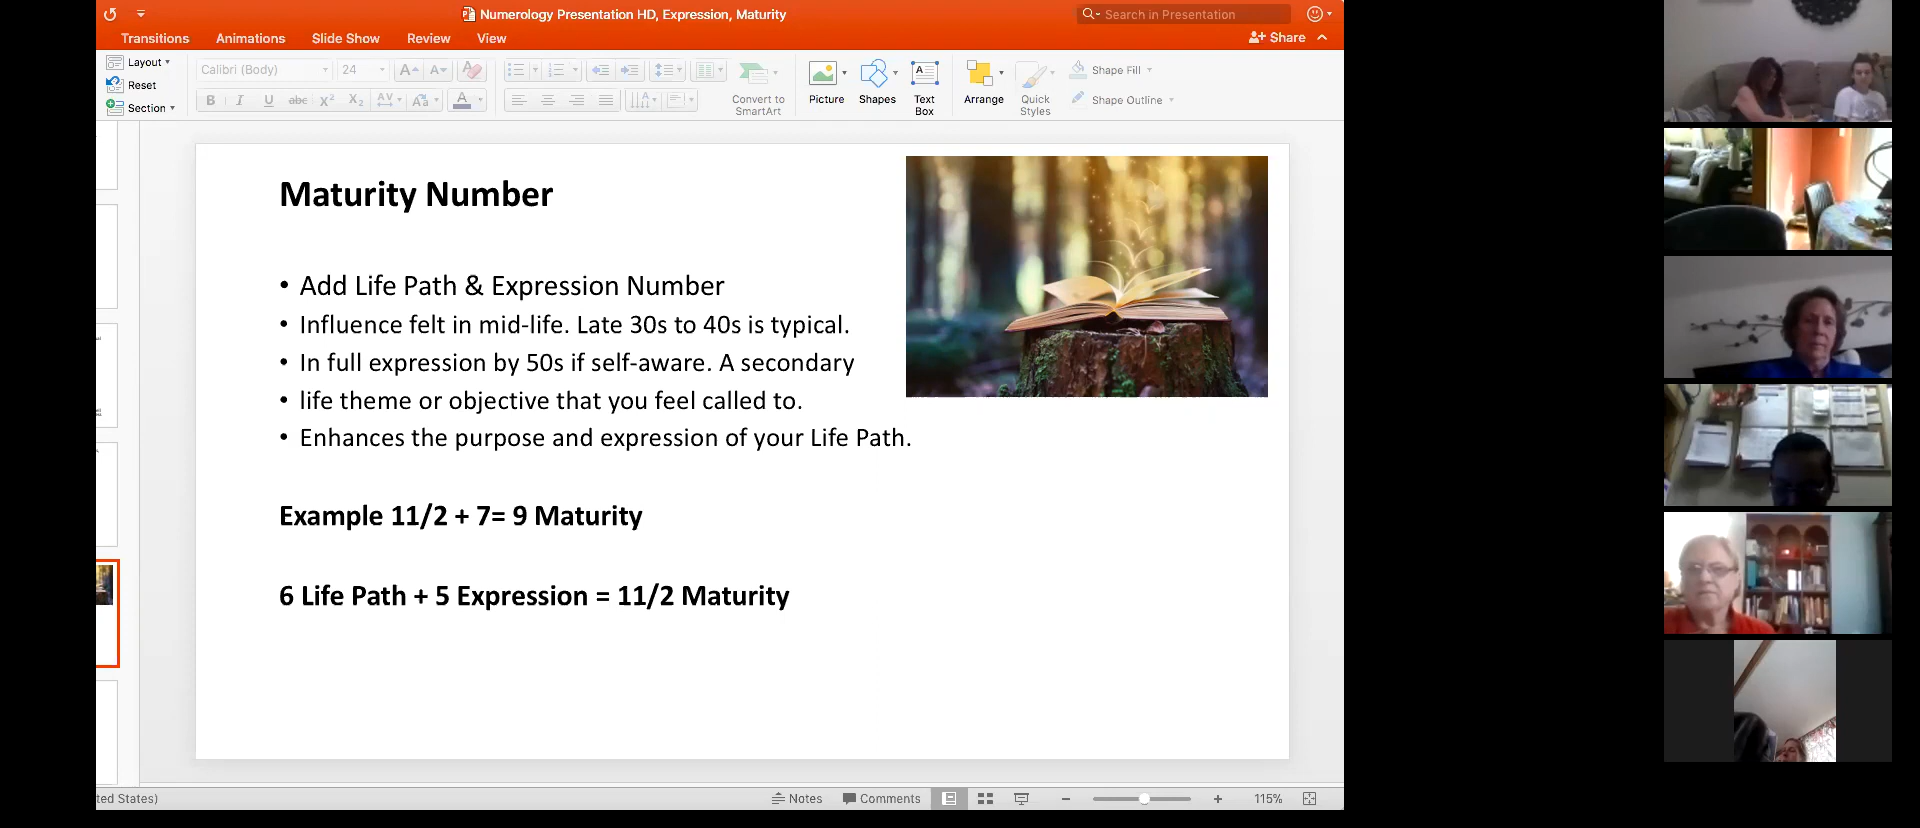 Numerology Presentation HD, Expression, Maturity
Search in Presentation
Transitions Animations Slide Show Review View
Share
Layout
Reset
Section
Calibri (Body) 24
Convert to SmartArt
Picture
Shapes
Text Box
Arrange
Quick Styles
Shape Fill
Shape Outline
Maturity Number
• Add Life Path & Expression Number
• Influence felt in mid-life. Late 30s to 40s is typical.
• In full expression by 50s if self-aware. A secondary
• life theme or objective that you feel called to.
• Enhances the purpose and expression of your Life Path.
Example 11/2 + 7= 9 Maturity
6 Life Path + 5 Expression = 11/2 Maturity
ted States)
Notes Comments 115%